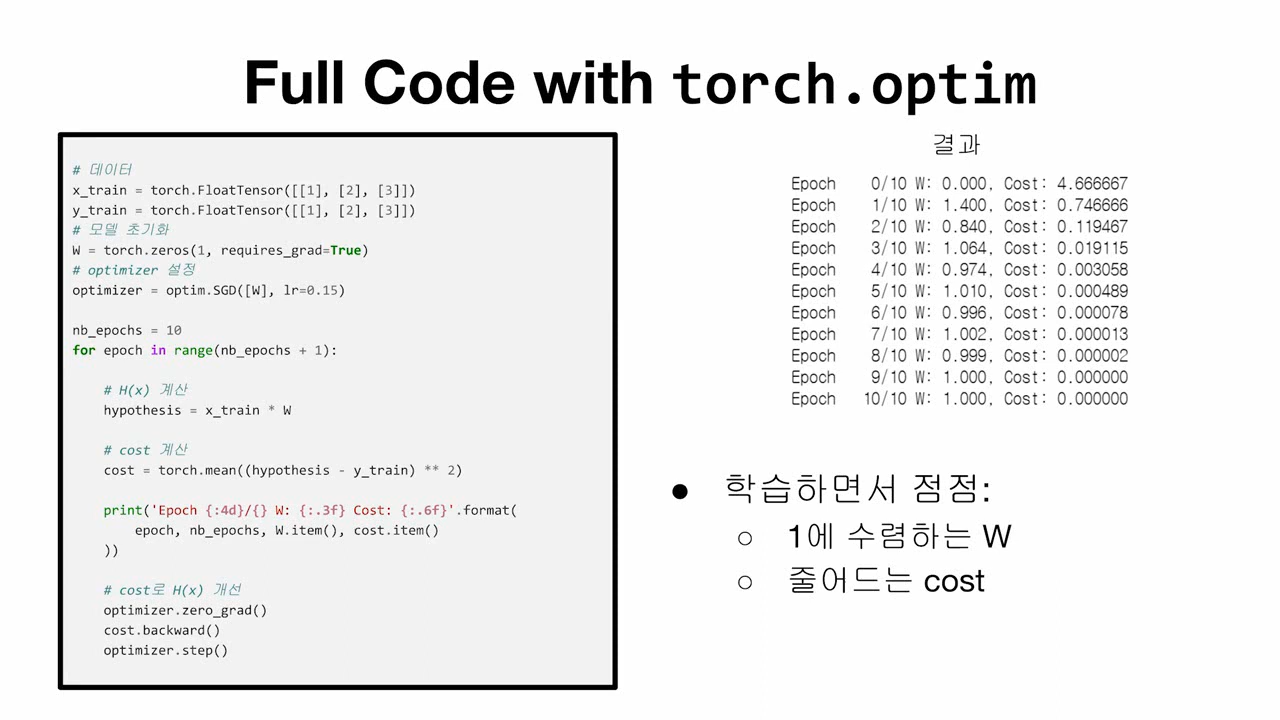 Full Code with torch.optim
# 데이터
x_train = torch.FloatTensor([[1], [2], [3]])
y_train = torch.FloatTensor([[1], [2], [3]])
# 모델 초기화
W = torch.zeros(1, requires_grad=True)
# optimizer 설정
optimizer = optim.SGD([W], lr=0.15)
nb_epochs = 10
for epoch in range(nb_epochs + 1):
# H(x) 계산
hypothesis = x_train * W
# cost 계산
cost = torch.mean((hypothesis - y_train) ** 2)
print('Epoch {:4d}/{} W: {:.3f} Cost: {:.6f}'.format(
epoch, nb_epochs, W.item(), cost.item()
))
# cost로 H(x) 개선
optimizer.zero_grad()
cost.backward()
optimizer.step()
결과
Epoch 0/10 W: 0.000, Cost: 4.666667
Epoch 1/10 W: 1.400, Cost: 0.746666
Epoch 2/10 W: 0.840, Cost: 0.119467
Epoch 3/10 W: 1.064, Cost: 0.019115
Epoch 4/10 W: 0.974, Cost: 0.003058
Epoch 5/10 W: 1.010, Cost: 0.000489
Epoch 6/10 W: 0.996, Cost: 0.000078
Epoch 7/10 W: 1.002, Cost: 0.000013
Epoch 8/10 W: 0.999, Cost: 0.000002
Epoch 9/10 W: 1.000, Cost: 0.000000
Epoch 10/10 W: 1.000, Cost: 0.000000
● 학습하면서 점점:
○ 1에 수렴하는 W
○ 줄어드는 cost